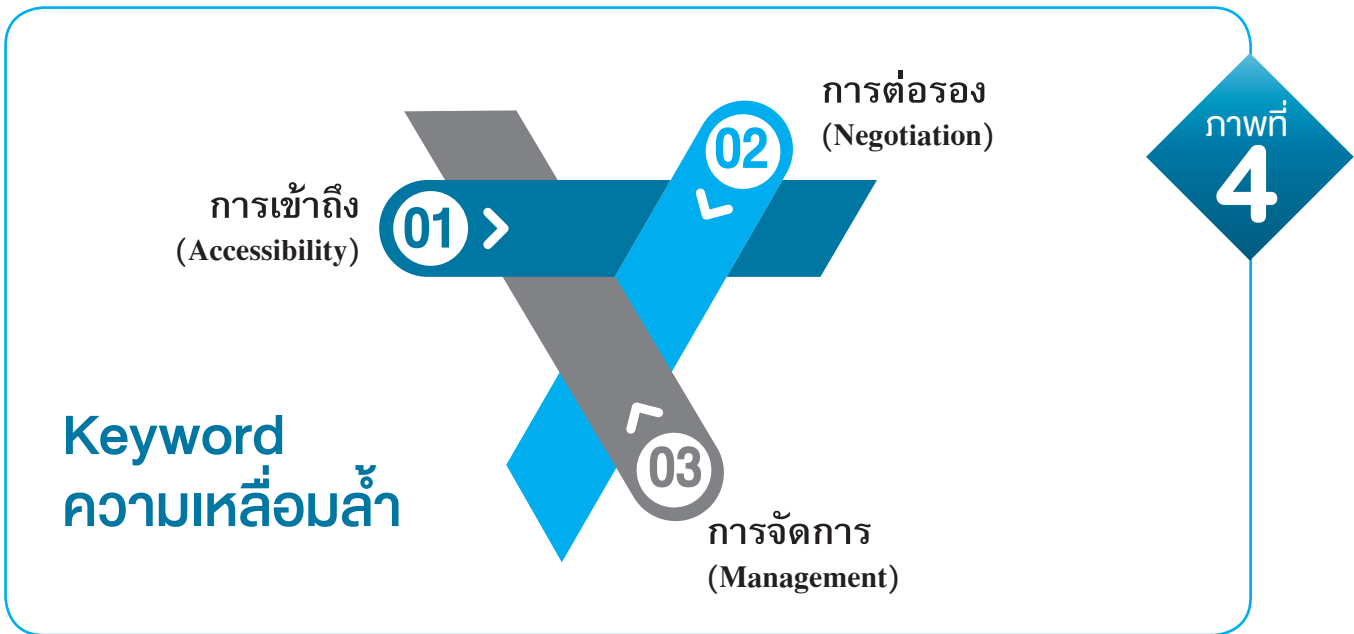 การต่อรอง
(Negotiation)
ภาพที่
4
02
การเข้าถึง
(Accessibility)
01
Keyword
ความเหลื่อมล้ำ
03
การจัดการ
(Management)